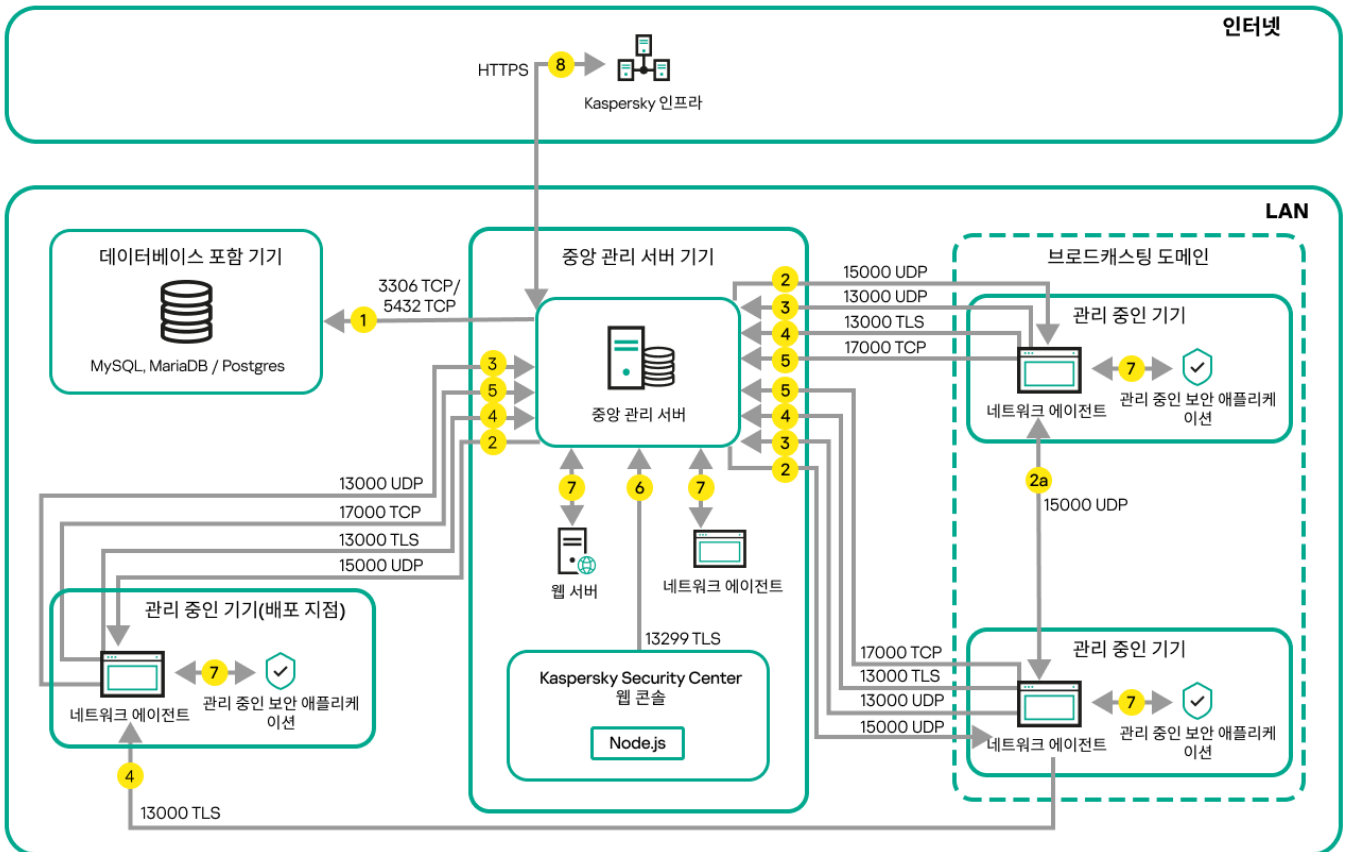 인터넷
HTTPS
8
Kaspersky 인프라
LAN
데이터베이스 포함 기기
MySQL, MariaDB / Postgres
3306 TCP/
5432 TCP
1
중앙 관리 서버 기기
중앙 관리 서버
브로드캐스팅 도메인
2
15000 UDP
3
13000 UDP
4
13000 TLS
5
17000 TCP
관리 중인 기기
네트워크 에이전트
7
관리 중인 보안 애플리케
이션
3
5
4
2
5
4
3
2
13000 UDP
17000 TCP
13000 TLS
15000 UDP
7
6
7
웹 서버
네트워크 에이전트
2a
15000 UDP
관리 중인 기기(배포 지점)
네트워크 에이전트
7
관리 중인 보안 애플리케
이션
13299 TLS
Kaspersky Security Center
웹 콘솔
Node.js
17000 TCP
13000 TLS
13000 UDP
15000 UDP
관리 중인 기기
네트워크 에이전트
7
관리 중인 보안 애플리케
이션
4
13000 TLS